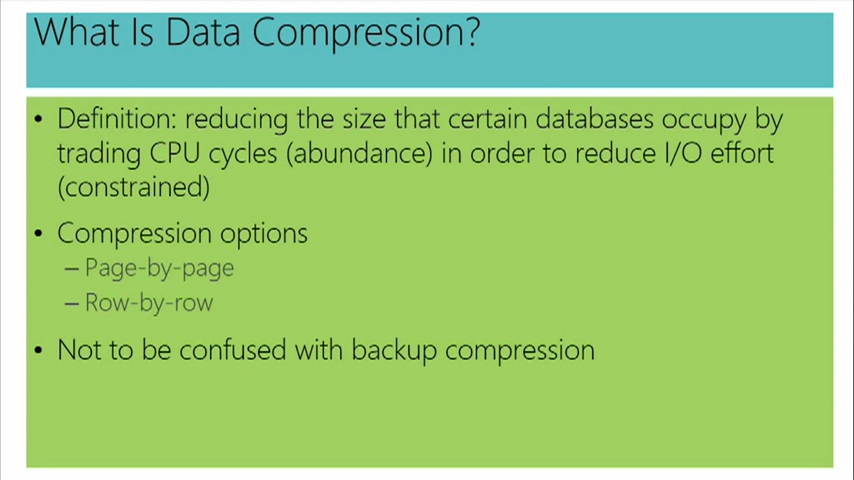 What Is Data Compression?
• Definition: reducing the size that certain databases occupy by
trading CPU cycles (abundance) in order to reduce I/O effort
(constrained)
• Compression options
– Page-by-page
– Row-by-row
• Not to be confused with backup compression